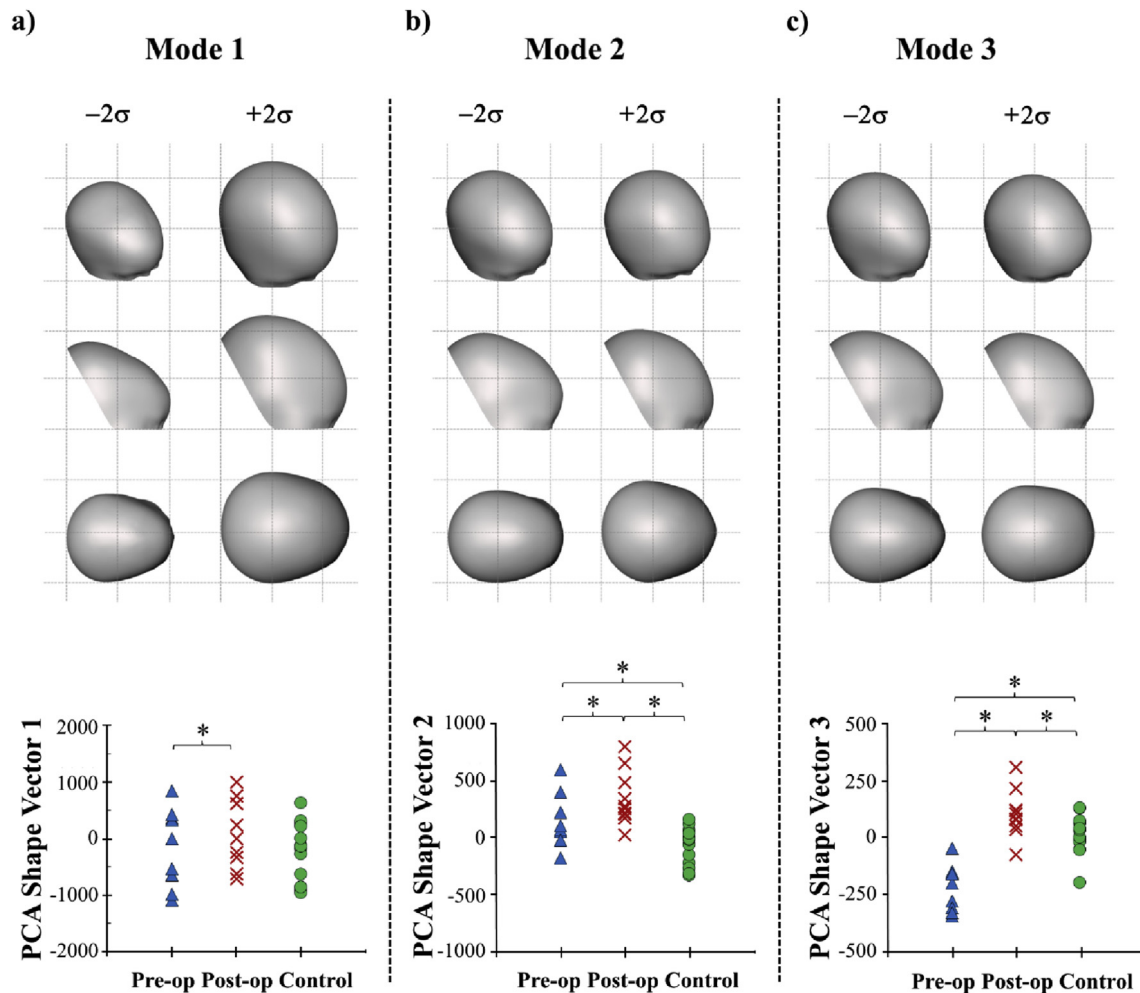 a)
Mode 1
−2σ
+2σ
b)
Mode 2
−2σ
+2σ
c)
Mode 3
−2σ
+2σ
PCA Shape Vector 1
2000
1000
0
-1000
-2000
*
Pre-op Post-op Control
PCA Shape Vector 2
1000
500
0
-500
-1000
*
* *
Pre-op Post-op Control
PCA Shape Vector 3
500
250
0
-250
-500
*
* *
Pre-op Post-op Control